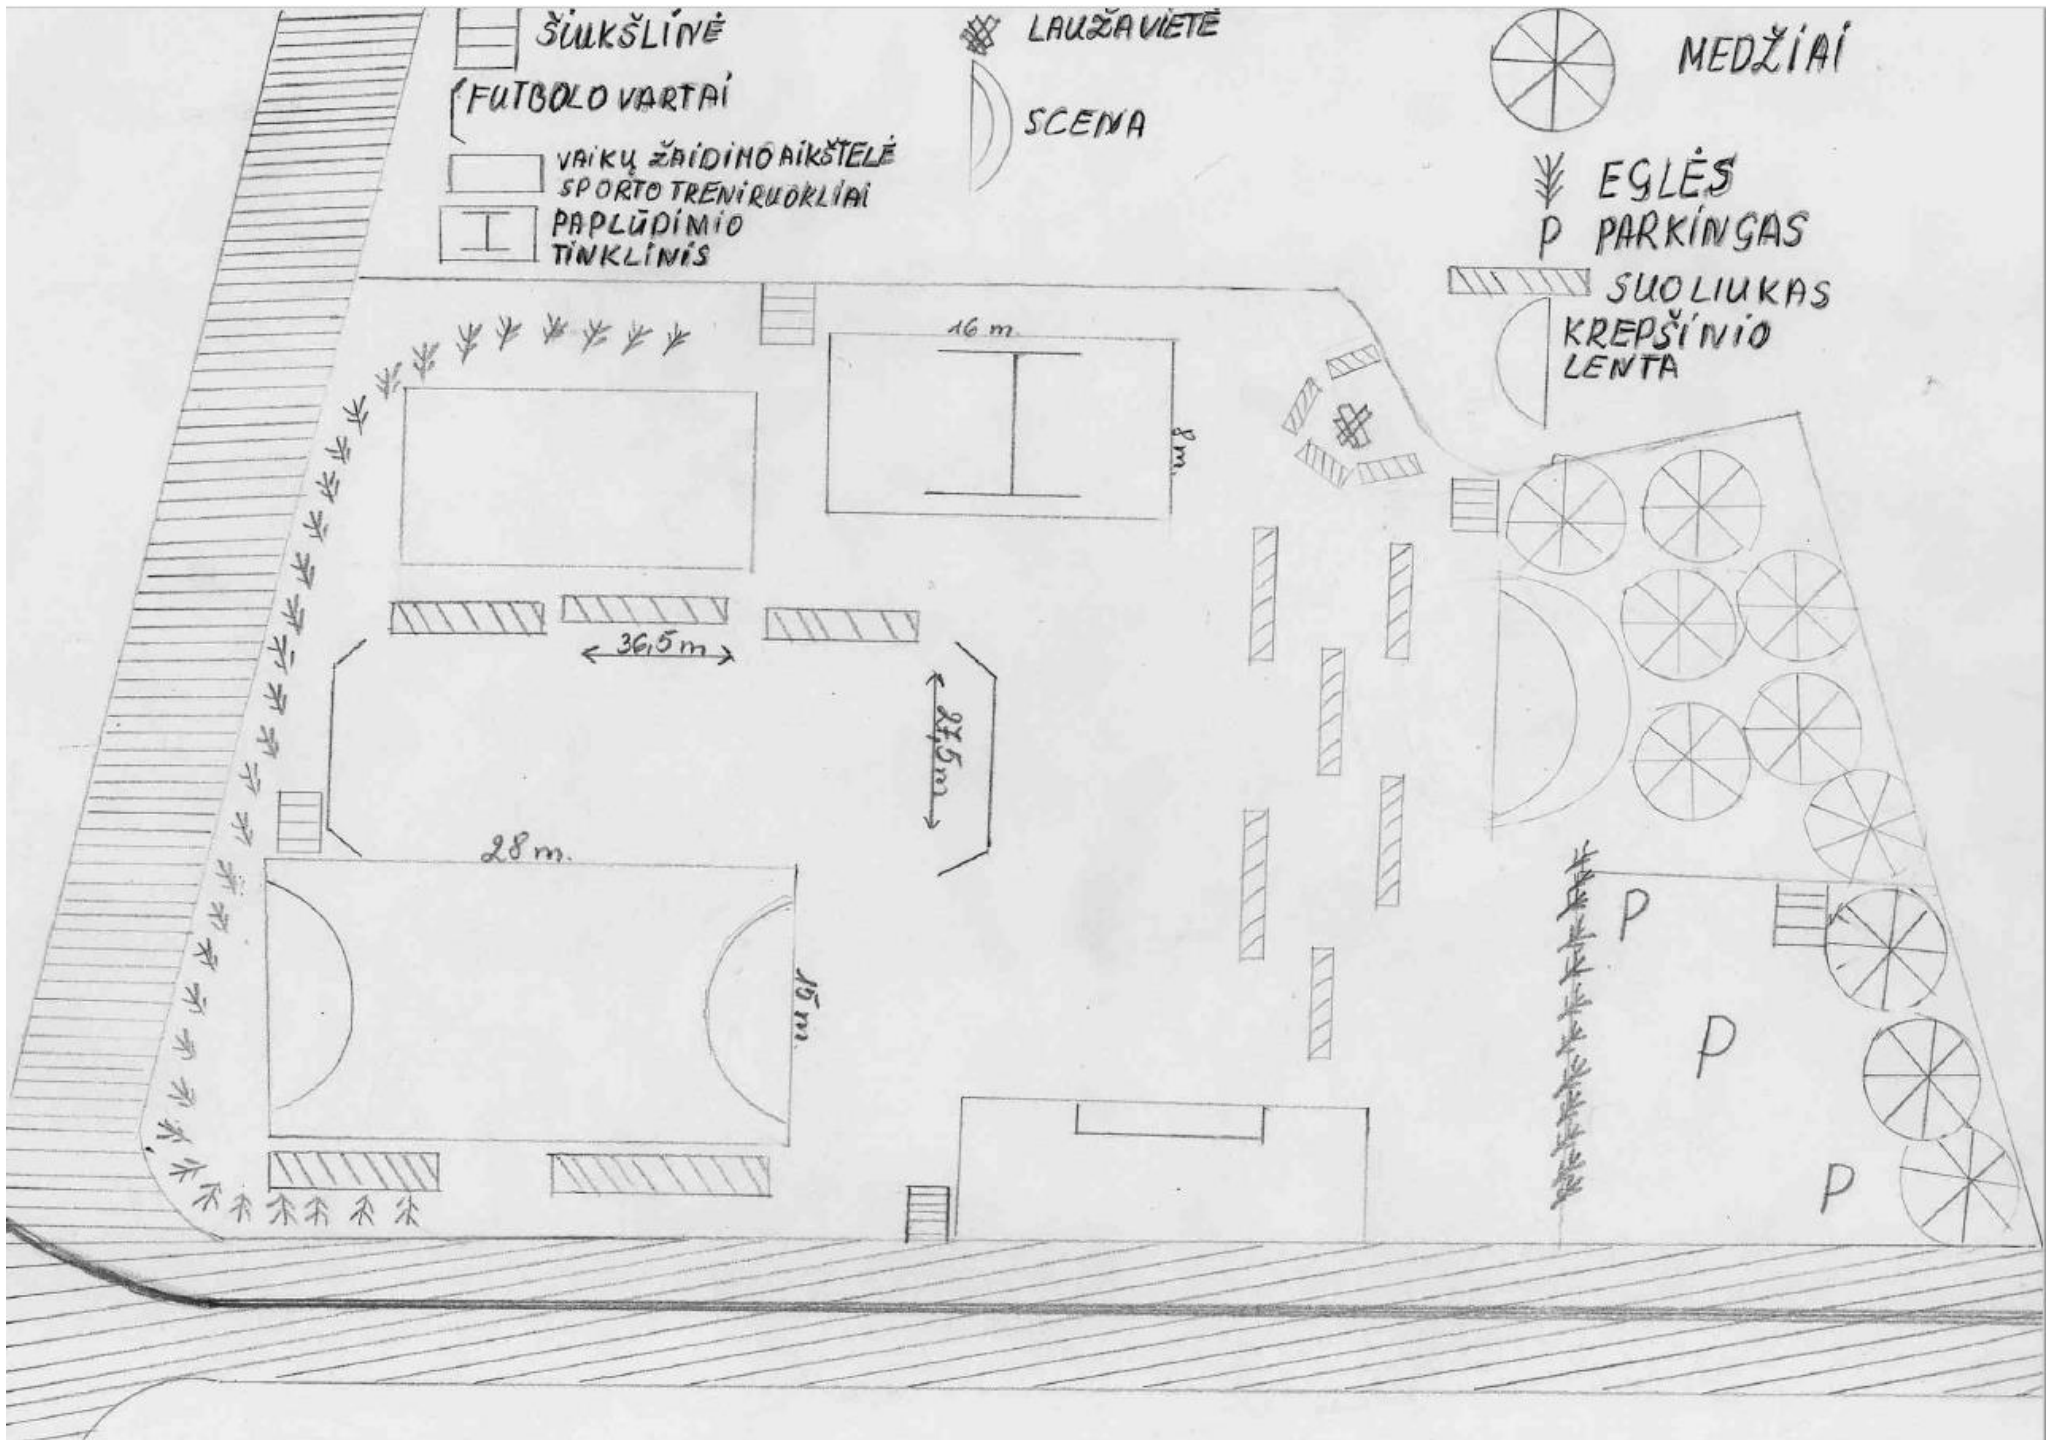 ŠIUKŠLINĖ
FUTBOLO VARTAI
VAIKŲ ŽAIDIMO AIKŠTELĖ
SPORTO TRENIRUOKLIAI
PAPLŪDIMIO
TINKLINIS
LAUŽAVIETĖ
SCENA
MEDŽIAI
EGLĖS
P PARKINGAS
SUOLIUKAS
KREPŠINIO
LENTA
16 m.
8 m.
36,5 m
27,5 m
28 m.
15 m.
P
P
P